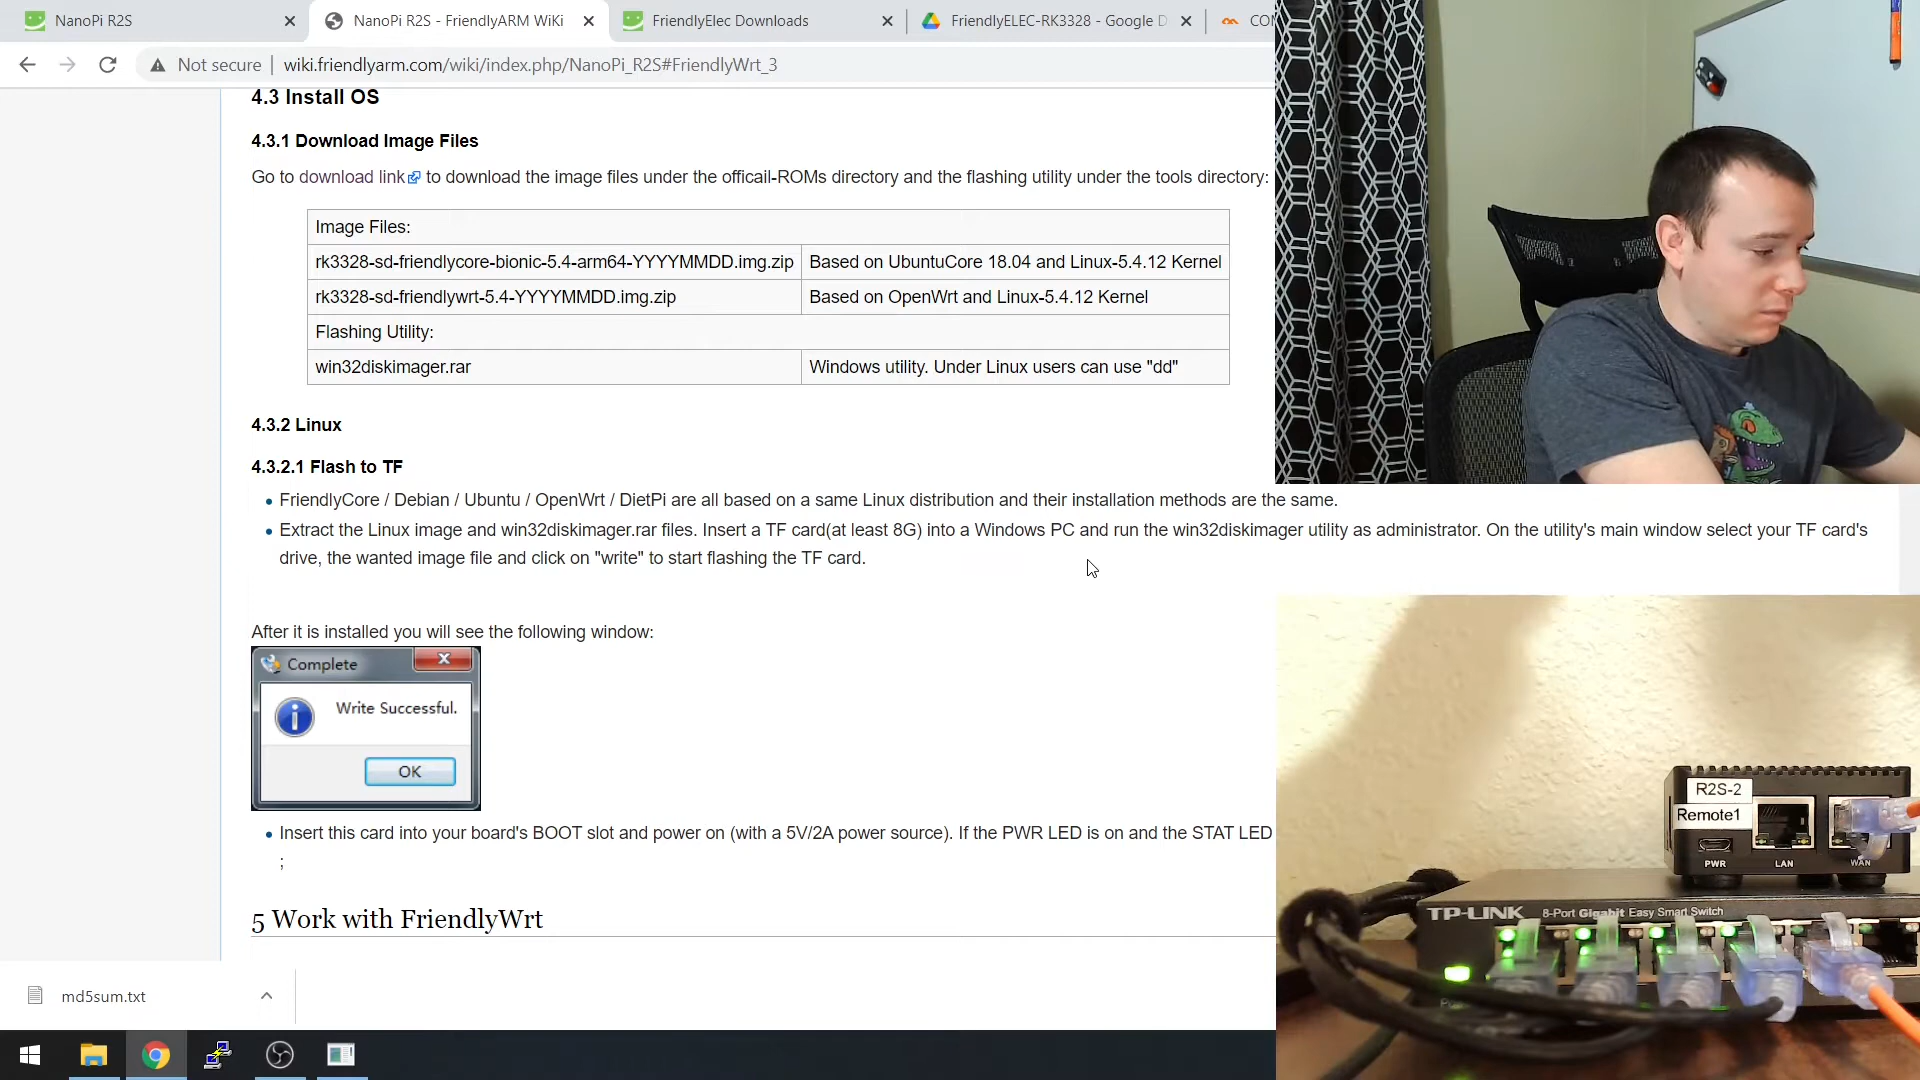 NanoPi R2S
NanoPi R2S - FriendlyARM WiKi
FriendlyElec Downloads
FriendlyELEC-RK3328 - Google D
CON
Not secure
wiki.friendlyarm.com/wiki/index.php/NanoPi_R2S#FriendlyWrt_3
4.3 Install OS
4.3.1 Download Image Files
Go to download link to download the image files under the officail-ROMs directory and the flashing utility under the tools directory:
Image Files:
rk3328-sd-friendlycore-bionic-5.4-arm64-YYYYMMDD.img.zip Based on UbuntuCore 18.04 and Linux-5.4.12 Kernel
rk3328-sd-friendlywrt-5.4-YYYYMMDD.img.zip Based on OpenWrt and Linux-5.4.12 Kernel
Flashing Utility:
win32diskimager.rar Windows utility. Under Linux users can use "dd"
4.3.2 Linux
4.3.2.1 Flash to TF
FriendlyCore / Debian / Ubuntu / OpenWrt / DietPi are all based on a same Linux distribution and their installation methods are the same.
Extract the Linux image and win32diskimager.rar files. Insert a TF card(at least 8G) into a Windows PC and run the win32diskimager utility as administrator. On the utility's main window select your TF card's
drive, the wanted image file and click on "write" to start flashing the TF card.
After it is installed you will see the following window:
Complete
Write Successful.
OK
Insert this card into your board's BOOT slot and power on (with a 5V/2A power source). If the PWR LED is on and the STAT LED
;
5 Work with FriendlyWrt
md5sum.txt
R2S-2
Remote1
PWR LAN WAN
TP-LINK 8-Port Gigabit Easy Smart Switch